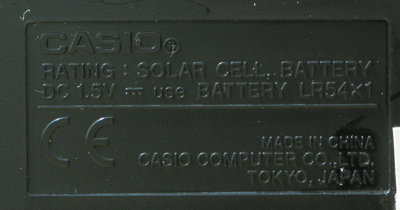 CASIO®
RATING : SOLAR CELL, BATTERY
DC 1.5V ⎓ use BATTERY LR54×1
CE
MADE IN CHINA
CASIO COMPUTER CO.,LTD.
TOKYO, JAPAN